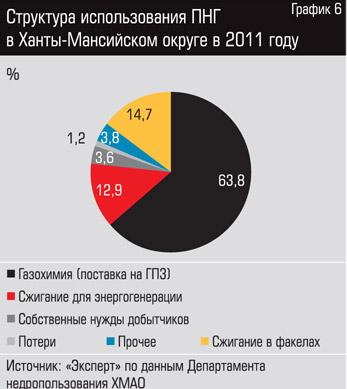 График 6
Структура использования ПНГ
в Ханты-Мансийском округе в 2011 году
%
14,7
3,8
1,2
3,6
12,9
63,8
Газохимия (поставка на ГПЗ)
Сжигание для энергогенерации
Собственные нужды добытчиков
Потери Прочее Сжигание в факелах
Источник: «Эксперт» по данным Департамента
недропользования ХМАО